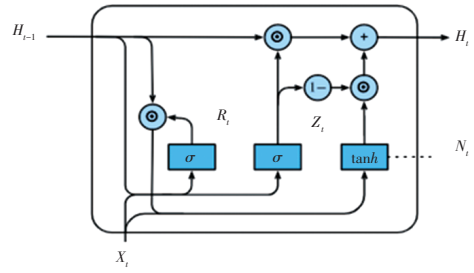 H_{t-1}
+
H_t
1−
R_t
Z_t
σ
σ
tanh
N_t
X_t